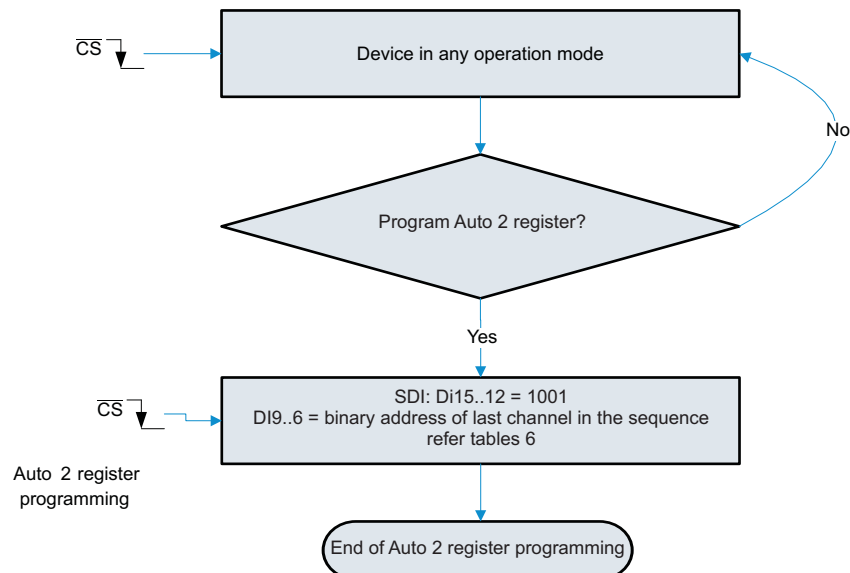 CS
Device in any operation mode
No
Program Auto 2 register?
Yes
CS
SDI: Di15..12 = 1001
DI9..6 = binary address of last channel in the sequence
refer tables 6
Auto 2 register
programming
End of Auto 2 register programming